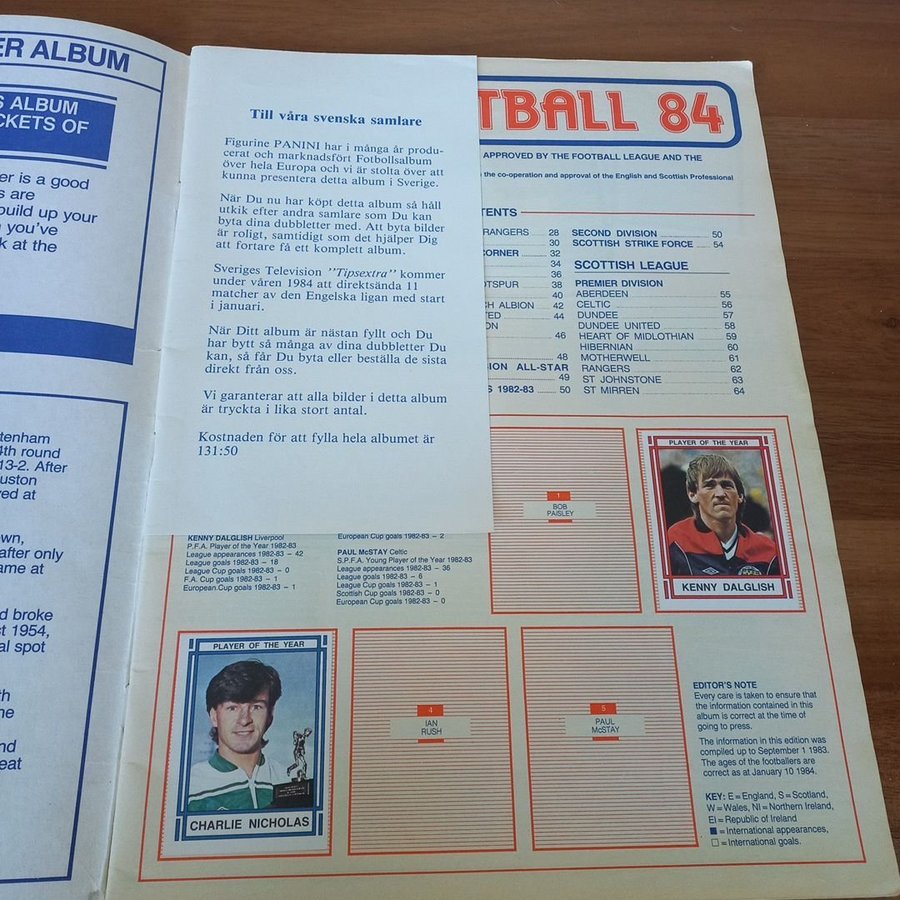 ER ALBUM
S ALBUM
CKETS OF
er is a good
s are
build up your
you've
k at the
ttenham
4th round
13-2. After
uston
yed at
own,
after only
ame at
d broke
t 1954,
al spot
th
ne
nd
eat
Till våra svenska samlare
Figurine PANINI har i många år produ-
cerat och marknadsfört Fotbollsalbum
över hela Europa och vi är stolta över att
kunna presentera detta album i Sverige.
När Du nu har köpt detta album så håll
utkik efter andra samlare som Du kan
byta dina dubbletter med. Att byta bilder
är roligt, samtidigt som det hjälper Dig
att fortare få ett komplett album.
Sveriges Television "Tipsextra" kommer
under våren 1984 att direktsända 11
matcher av den Engelska ligan med start
i januari.
När Ditt album är nästan fyllt och Du
har bytt så många av dina dubbletter Du
kan, så får Du byta eller beställa de sista
direkt från oss.
Vi garanterar att alla bilder i detta album
är tryckta i lika stort antal.
Kostnaden för att fylla hela albumet är
131:50
TBALL 84
APPROVED BY THE FOOTBALL LEAGUE AND THE
the co-operation and approval of the English and Scottish Professional
TENTS
RANGERS 28
30
CORNER 32
34
36
OTSPUR 38
40
CH ALBION 42
TED 44
ON
46
48
ION ALL-STAR
49
S 1982-83 50
SECOND DIVISION 50
SCOTTISH STRIKE FORCE 54
SCOTTISH LEAGUE
PREMIER DIVISION
ABERDEEN 55
CELTIC 56
DUNDEE 57
DUNDEE UNITED 58
HEART OF MIDLOTHIAN 59
HIBERNIAN 60
MOTHERWELL 61
RANGERS 62
ST JOHNSTONE 63
ST MIRREN 64
KENNY DALGLISH Liverpool
P.F.A. Player of the Year 1982-83
League appearances 1982-83 – 42
League goals 1982-83 – 18
League Cup goals 1982-83 – 0
F.A. Cup goals 1982-83 – 1
European Cup goals 1982-83 – 1
European Cup goals 1982-83 – 2
PAUL McSTAY Celtic
S.P.F.A. Young Player of the Year 1982-83
League appearances 1982-83 – 36
League goals 1982-83 – 6
League Cup goals 1982-83 – 1
Scottish Cup goals 1982-83 – 0
European Cup goals 1982-83 – 0
1
BOB
PAISLEY
PLAYER OF THE YEAR
KENNY DALGLISH
PLAYER OF THE YEAR
CHARLIE NICHOLAS
4
IAN
RUSH
5
PAUL
McSTAY
EDITOR'S NOTE
Every care is taken to ensure that
the information contained in this
album is correct at the time of
going to press.
The information in this edition was
compiled up to September 1 1983.
The ages of the footballers are
correct as at January 10 1984.
KEY: E = England, S = Scotland,
W = Wales, NI = Northern Ireland,
EI = Republic of Ireland
■ = International appearances,
□ = International goals.